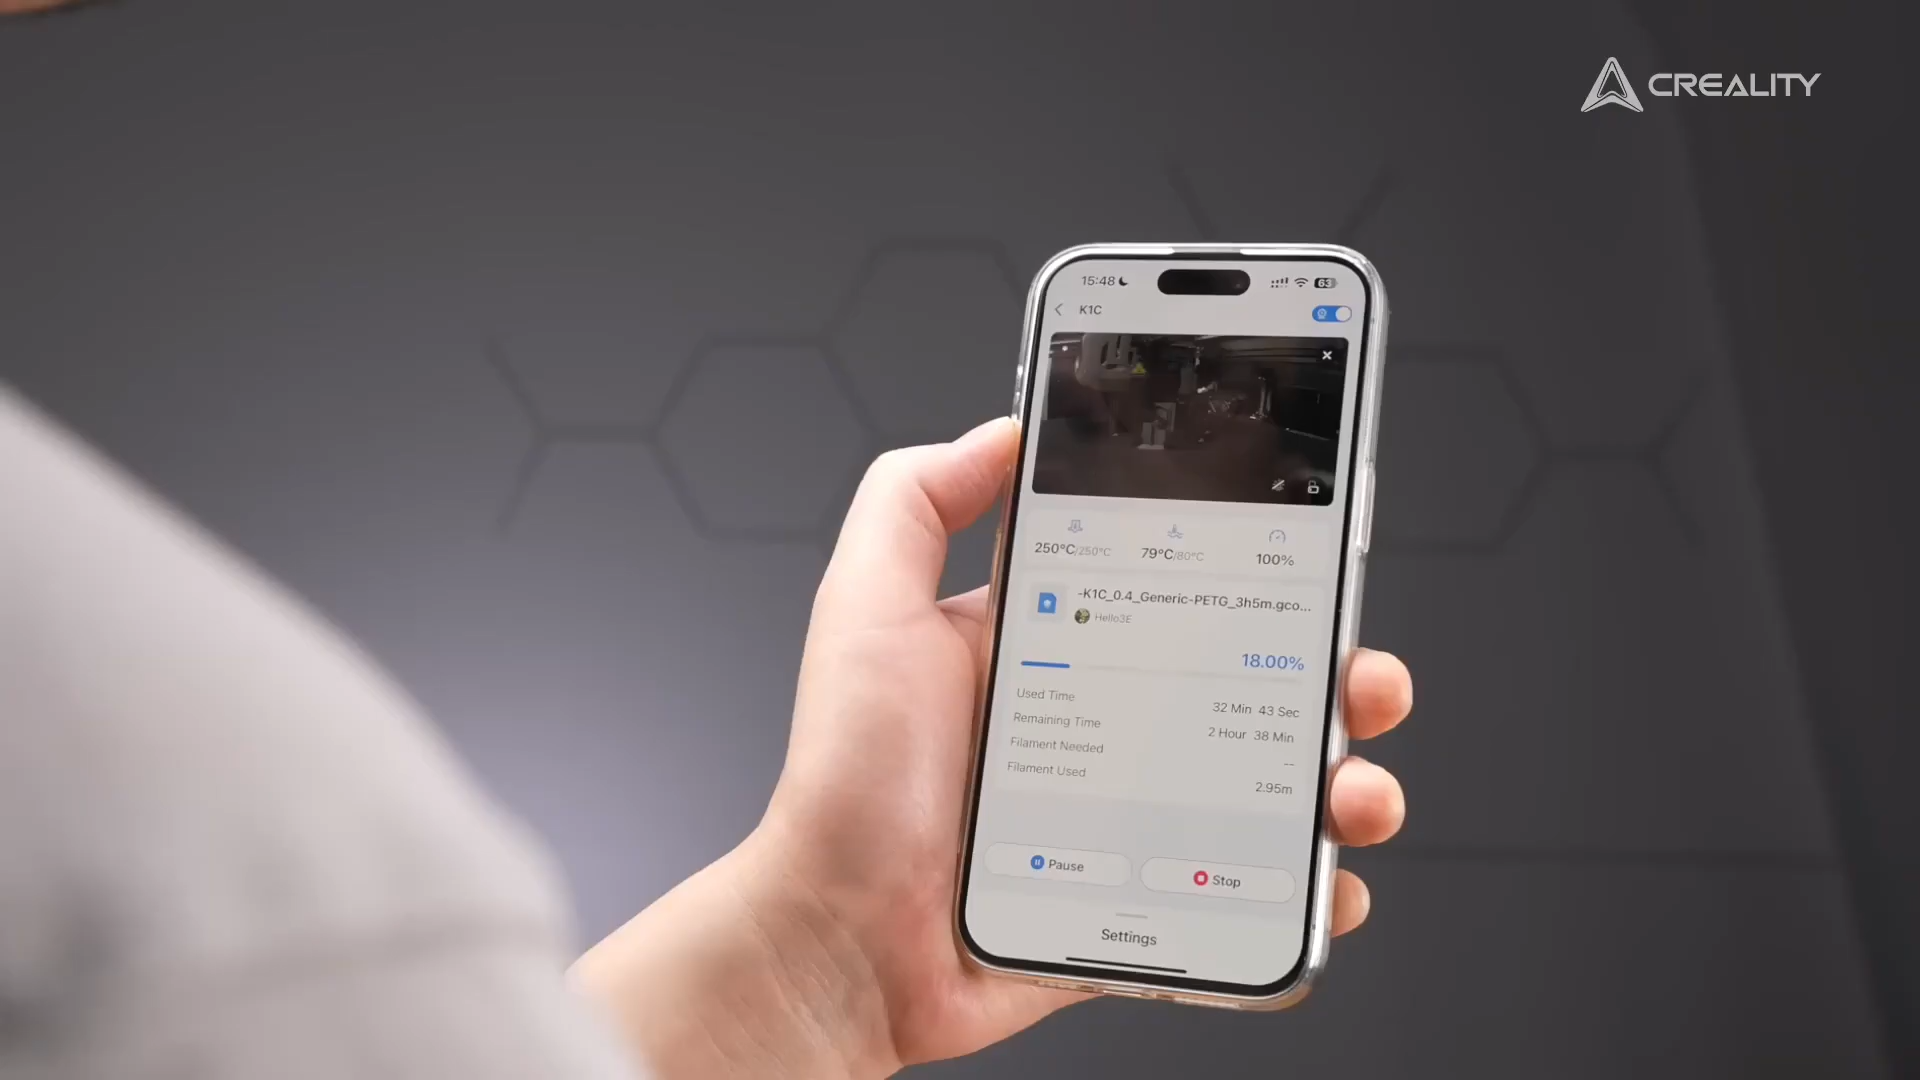 CREALITY
15:48
63
K1C
250°C/250°C
79°C/80°C
100%
-K1C_0.4_Generic-PETG_3h5m.gco...
Hello3E
18.00%
Used Time 32 Min 43 Sec
Remaining Time 2 Hour 38 Min
Filament Needed --
Filament Used 2.95m
Pause
Stop
Settings